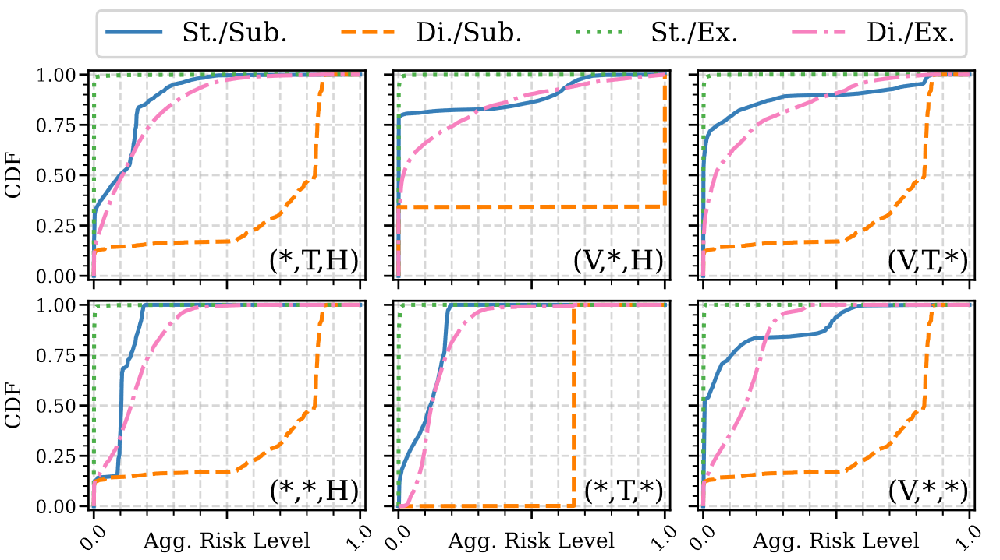 St./Sub. Di./Sub. St./Ex. Di./Ex.
CDF
1.00
0.75
0.50
0.25
0.00
(*,T,H)
(V,*,H)
(V,T,*)
CDF
1.00
0.75
0.50
0.25
0.00
(*,*,H)
(*,T,*)
(V,*,*)
0.0 Agg. Risk Level 1.0
0.0 Agg. Risk Level 1.0
0.0 Agg. Risk Level 1.0